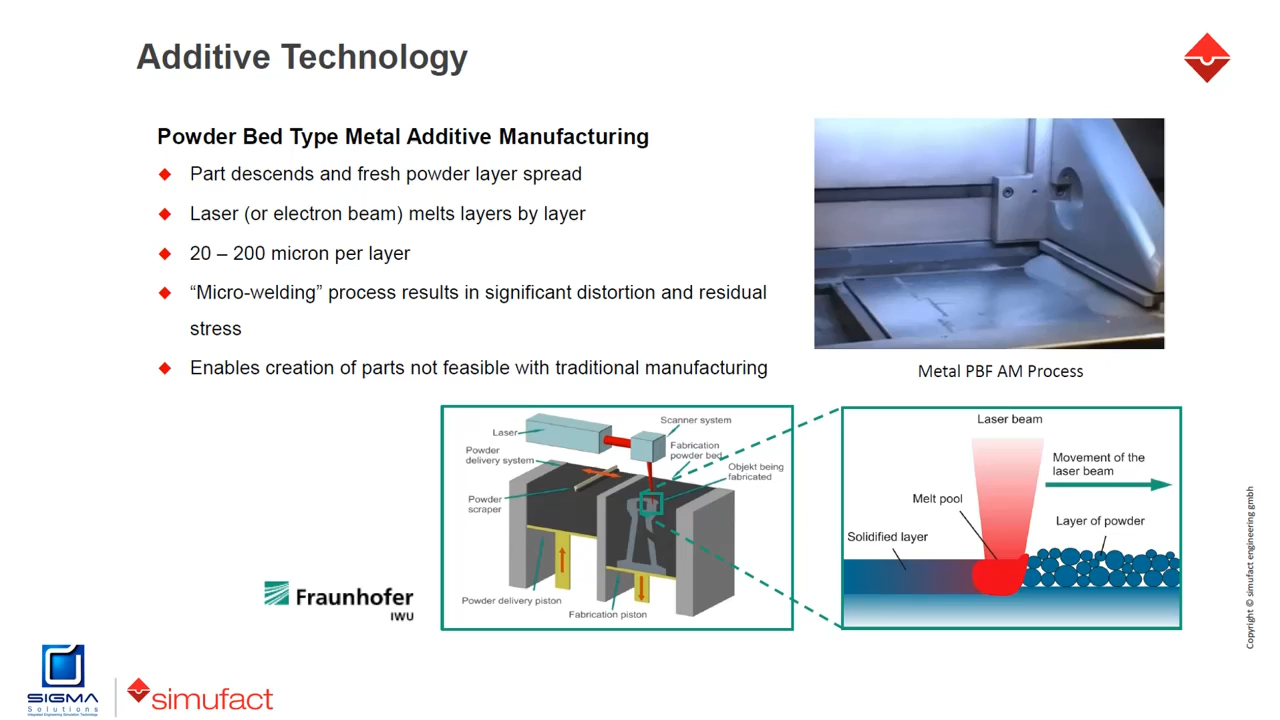 Additive Technology
Powder Bed Type Metal Additive Manufacturing
Part descends and fresh powder layer spread
Laser (or electron beam) melts layers by layer
20 – 200 micron per layer
“Micro-welding” process results in significant distortion and residual
stress
Enables creation of parts not feasible with traditional manufacturing
Metal PBF AM Process
Scanner system
Laser
Fabrication
powder bed
Powder
delivery system
Objekt being
fabricated
Powder
scraper
Powder delivery piston
Fabrication piston
Laser beam
Movement of the
laser beam
Melt pool
Layer of powder
Solidified layer
Fraunhofer
IWU
SIGMA
Solutions
Integrated Engineering Simulation Technology
simufact
Copyright © simufact engineering gmbh